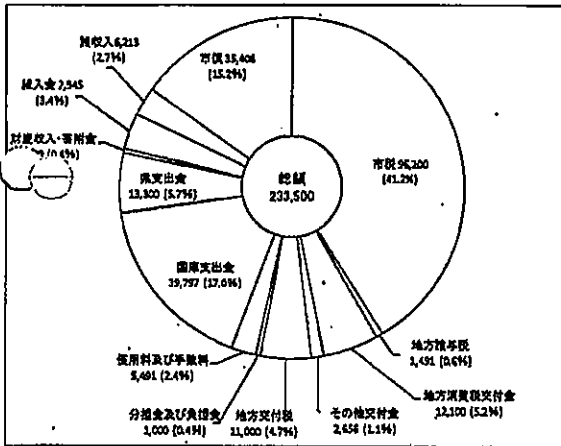 市債 35,406
(15.2%)
諸収入 6,213
(2.7%)
繰入金 7,945
(3.4%)
財産収入・寄附金
県支出金
13,300 (5.7%)
総額
233,500
市税 96,200
(41.2%)
国庫支出金
39,797 (17.0%)
使用料及び手数料
5,491 (2.4%)
分担金及び負担金
1,000 (0.4%)
地方交付税
11,000 (4.7%)
その他交付金
2,656 (1.1%)
地方消費税交付金
12,100 (5.2%)
地方譲与税
(0.6%)